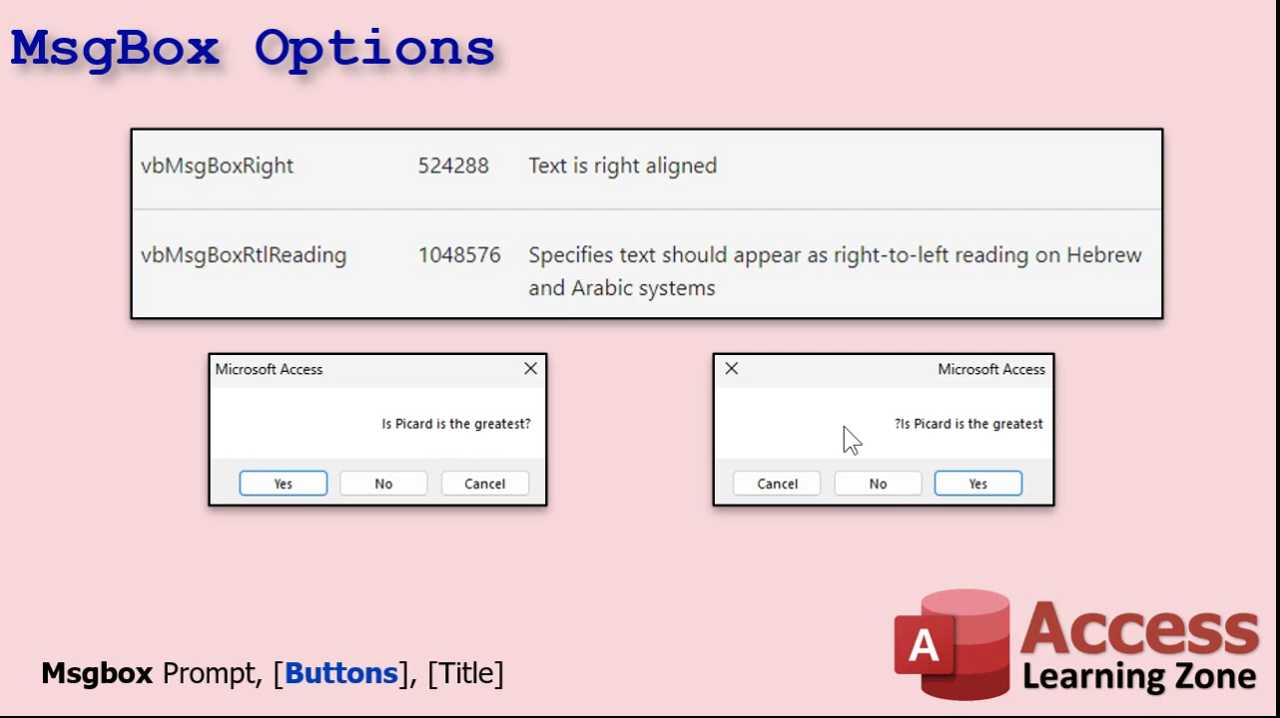 MsgBox Options
vbMsgBoxRight 524288 Text is right aligned
vbMsgBoxRtlReading 1048576 Specifies text should appear as right-to-left reading on Hebrew
and Arabic systems
Microsoft Access
Is Picard is the greatest?
Yes No Cancel
Microsoft Access
?Is Picard is the greatest
Cancel No Yes
A
Access
Learning Zone
Msgbox Prompt, [Buttons], [Title]